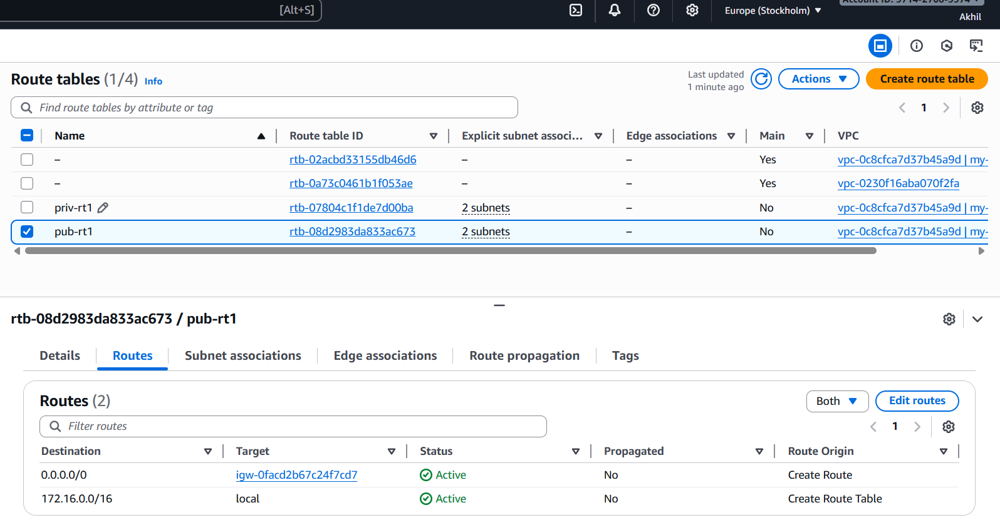 [Alt+S]
Europe (Stockholm)
Akhil
Route tables (1/4) Info
Last updated
1 minute ago
Actions
Create route table
Find route tables by attribute or tag
1
Name Route table ID Explicit subnet associ... Edge associations Main VPC
– rtb-02acbd33155db46d6 – – Yes vpc-0c8cfca7d37b45a9d | my-
– rtb-0a73c0461b1f053ae – – Yes vpc-0230f16aba070f2fa
priv-rt1 rtb-07804c1f1de7d00ba 2 subnets – No vpc-0c8cfca7d37b45a9d | my-
pub-rt1 rtb-08d2983da833ac673 2 subnets – No vpc-0c8cfca7d37b45a9d | my-
rtb-08d2983da833ac673 / pub-rt1
Details Routes Subnet associations Edge associations Route propagation Tags
Routes (2)
Both
Edit routes
Filter routes
1
Destination Target Status Propagated Route Origin
0.0.0.0/0 igw-0facd2b67c24f7cd7 Active No Create Route
172.16.0.0/16 local Active No Create Route Table